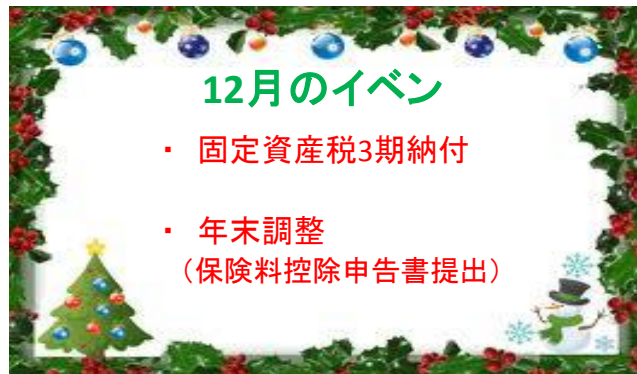 12月のイベン
・ 固定資産税3期納付
・ 年末調整
（保険料控除申告書提出）